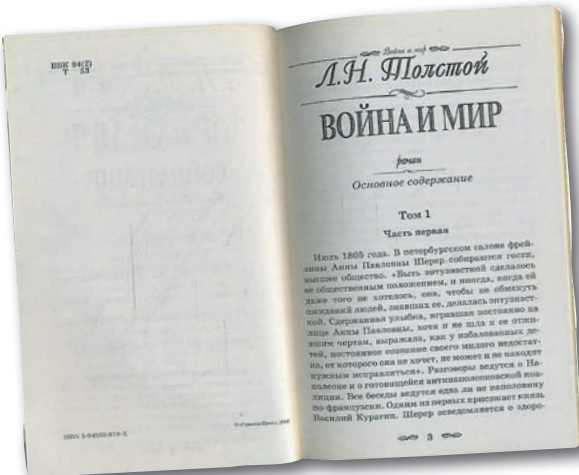 ББК 84(2)
Т 53
Война и мир
Л.Н. Толстой
ВОЙНА И МИР
роман
Основное содержание
Том 1
Часть первая
Июль 1805 года. В петербургском салоне фрей-
лины Анны Павловны Шерер собираются гости,
высшее общество. «Быть энтузиасткой сделалось
ее общественным положением, и иногда, когда ей
даже того не хотелось, она, чтобы не обмануть
ожиданий людей, знавших ее, делалась энтузиаст-
кой. Сдержанная улыбка, игравшая постоянно на
лице Анны Павловны, хотя и не шла к ее отжи-
вшим чертам, выражала, как у избалованных де-
тей, постоянное сознание своего милого недостат-
ка, от которого она не хочет, не может и не находит
нужным исправляться». Разговоры ведутся о На-
полеоне и о готовящейся антинаполеоновской коа-
лиции. Все беседы ведутся едва ли не наполовину
по-французски. Одним из первых приезжает князь
Василий Курагин. Шерер осведомляется о здоро-
3